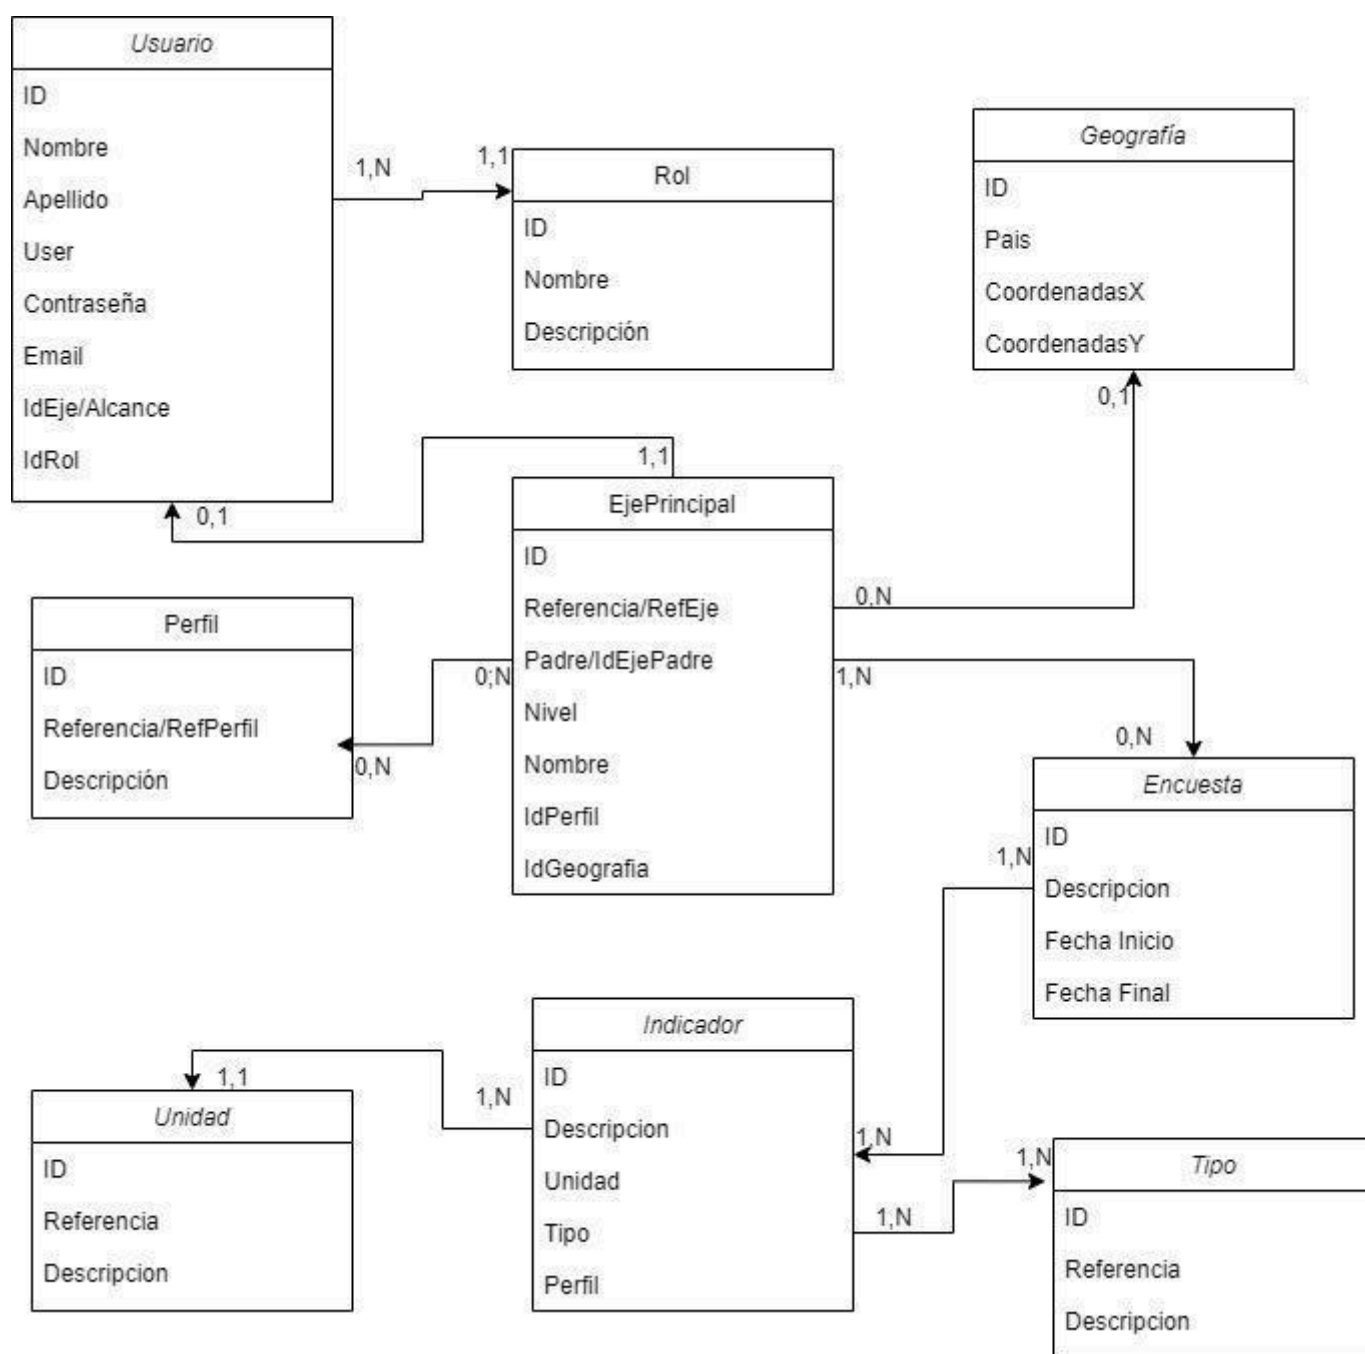 Usuario
ID
Nombre
Apellido
User
Contraseña
Email
IdEje/Alcance
IdRol
1,N
1,1
Rol
ID
Nombre
Descripción
Geografía
ID
Pais
CoordenadasX
CoordenadasY
0,1
1,1
0,1
EjePrincipal
ID
Referencia/RefEje
Padre/IdEjePadre
Nivel
Nombre
IdPerfil
IdGeografia
0,N
1,N
0;N
0,N
Perfil
ID
Referencia/RefPerfil
Descripción
0,N
Encuesta
ID
Descripcion
Fecha Inicio
Fecha Final
1,N
1,N
Indicador
ID
Descripcion
Unidad
Tipo
Perfil
1,N
1,1
Unidad
ID
Referencia
Descripcion
1,N
1,N
Tipo
ID
Referencia
Descripcion